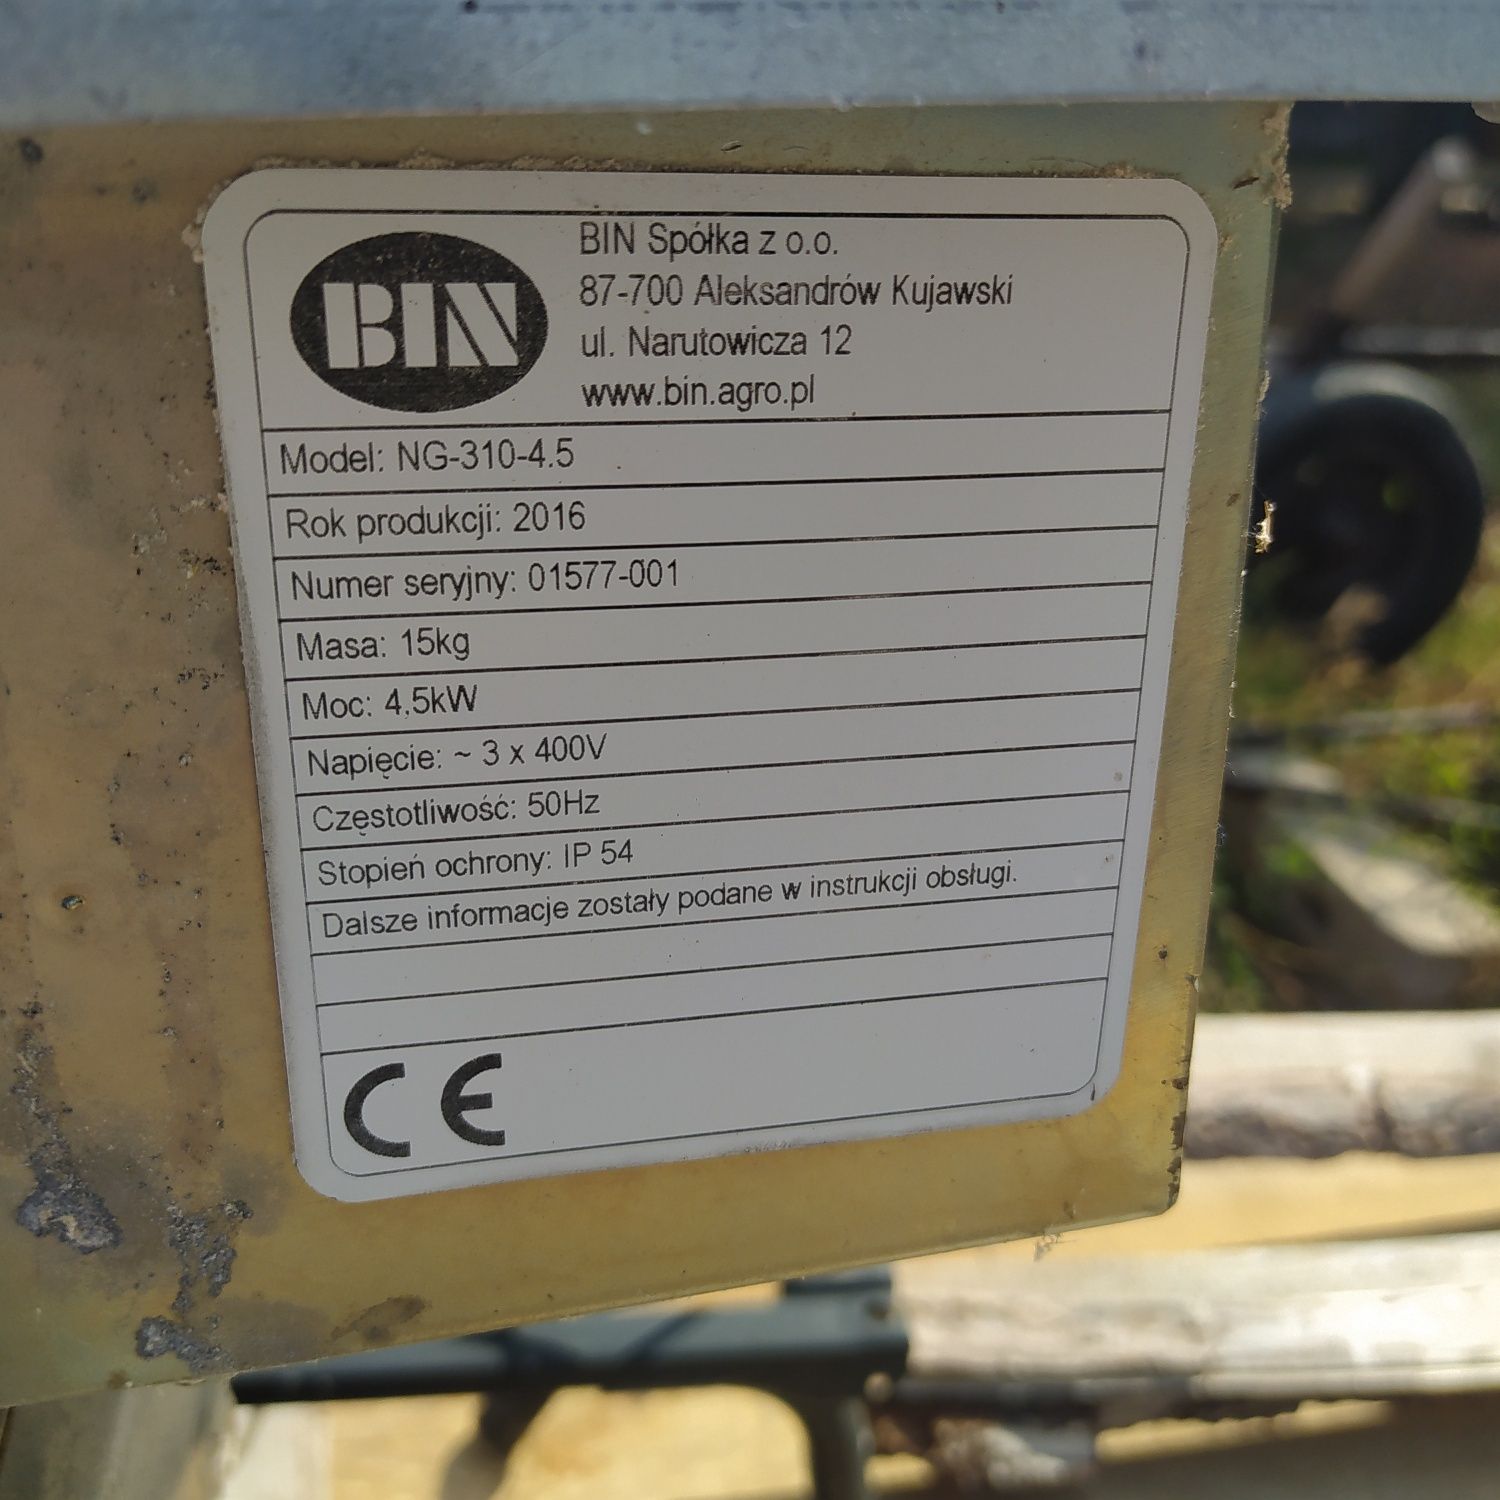 BIN
BIN Spółka z o.o.
87-700 Aleksandrów Kujawski
ul. Narutowicza 12
www.bin.agro.pl
Model: NG-310-4.5
Rok produkcji: 2016
Numer seryjny: 01577-001
Masa: 15kg
Moc: 4,5kW
Napięcie: ~ 3 x 400V
Częstotliwość: 50Hz
Stopień ochrony: IP 54
Dalsze informacje zostały podane w instrukcji obsługi.
CE